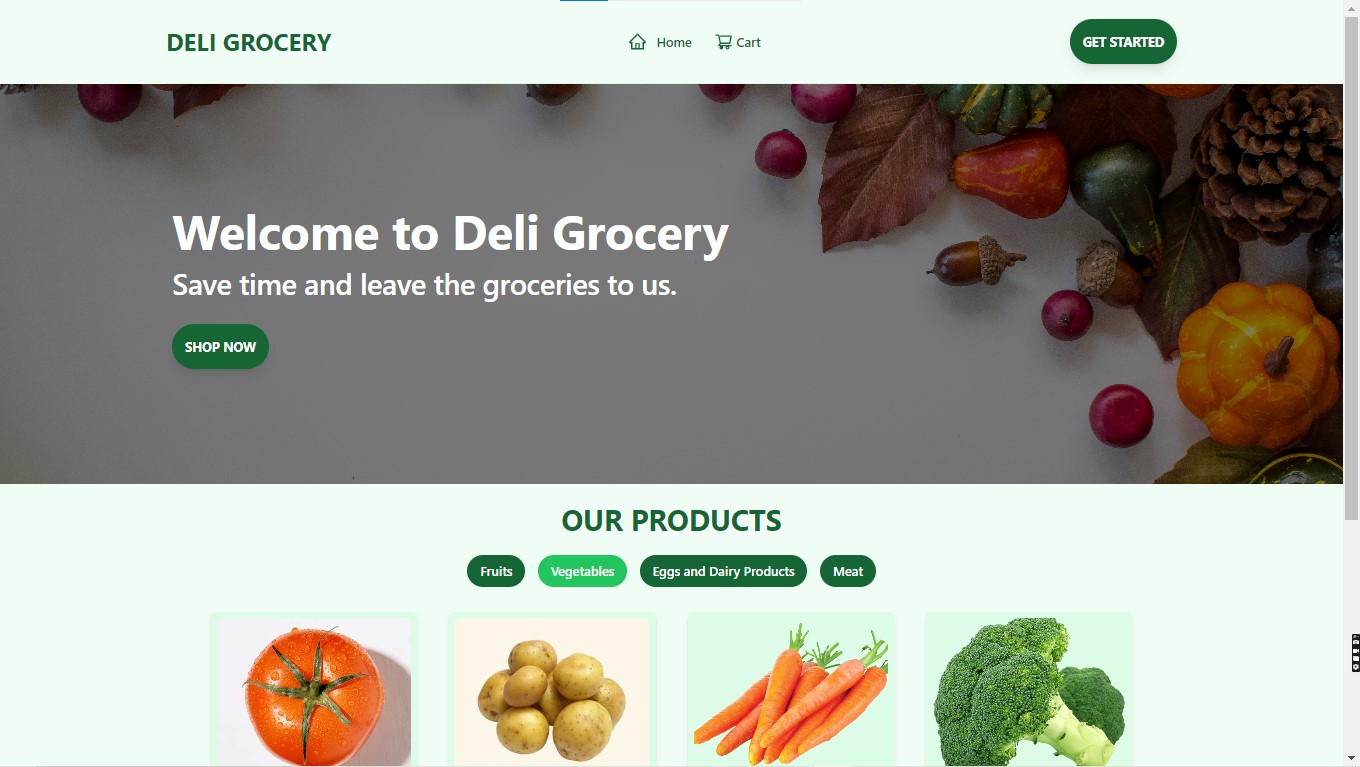 DELI GROCERY
Home
Cart
GET STARTED
Welcome to Deli Grocery
Save time and leave the groceries to us.
SHOP NOW
OUR PRODUCTS
Fruits
Vegetables
Eggs and Dairy Products
Meat